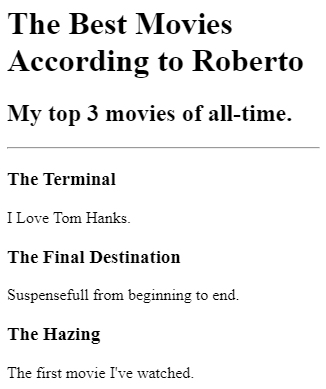 The Best Movies
According to Roberto
My top 3 movies of all-time.
The Terminal
I Love Tom Hanks.
The Final Destination
Suspensefull from beginning to end.
The Hazing
The first movie I've watched.